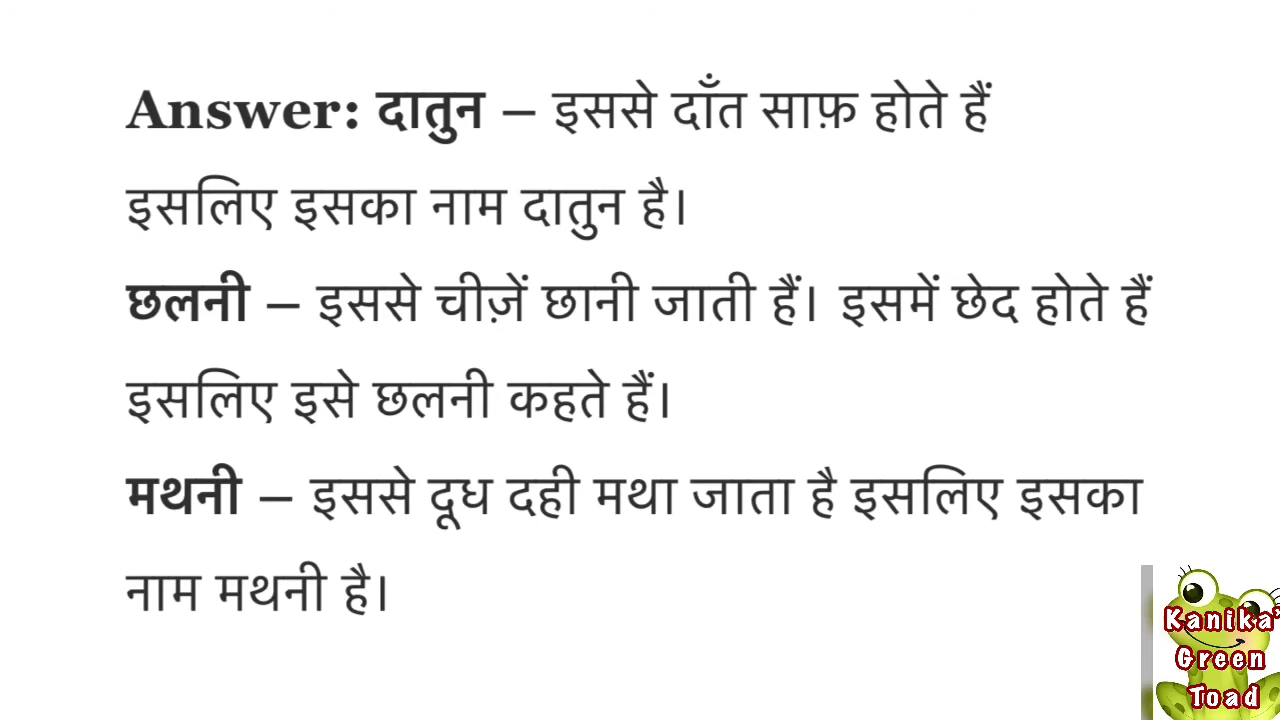 Answer: दातुन – इससे दाँत साफ़ होते हैं
इसलिए इसका नाम दातुन है।
छलनी – इससे चीज़ें छानी जाती हैं। इसमें छेद होते हैं
इसलिए इसे छलनी कहते हैं।
मथनी – इससे दूध दही मथा जाता है इसलिए इसका
नाम मथनी है।
Kanika'
Green
Toad